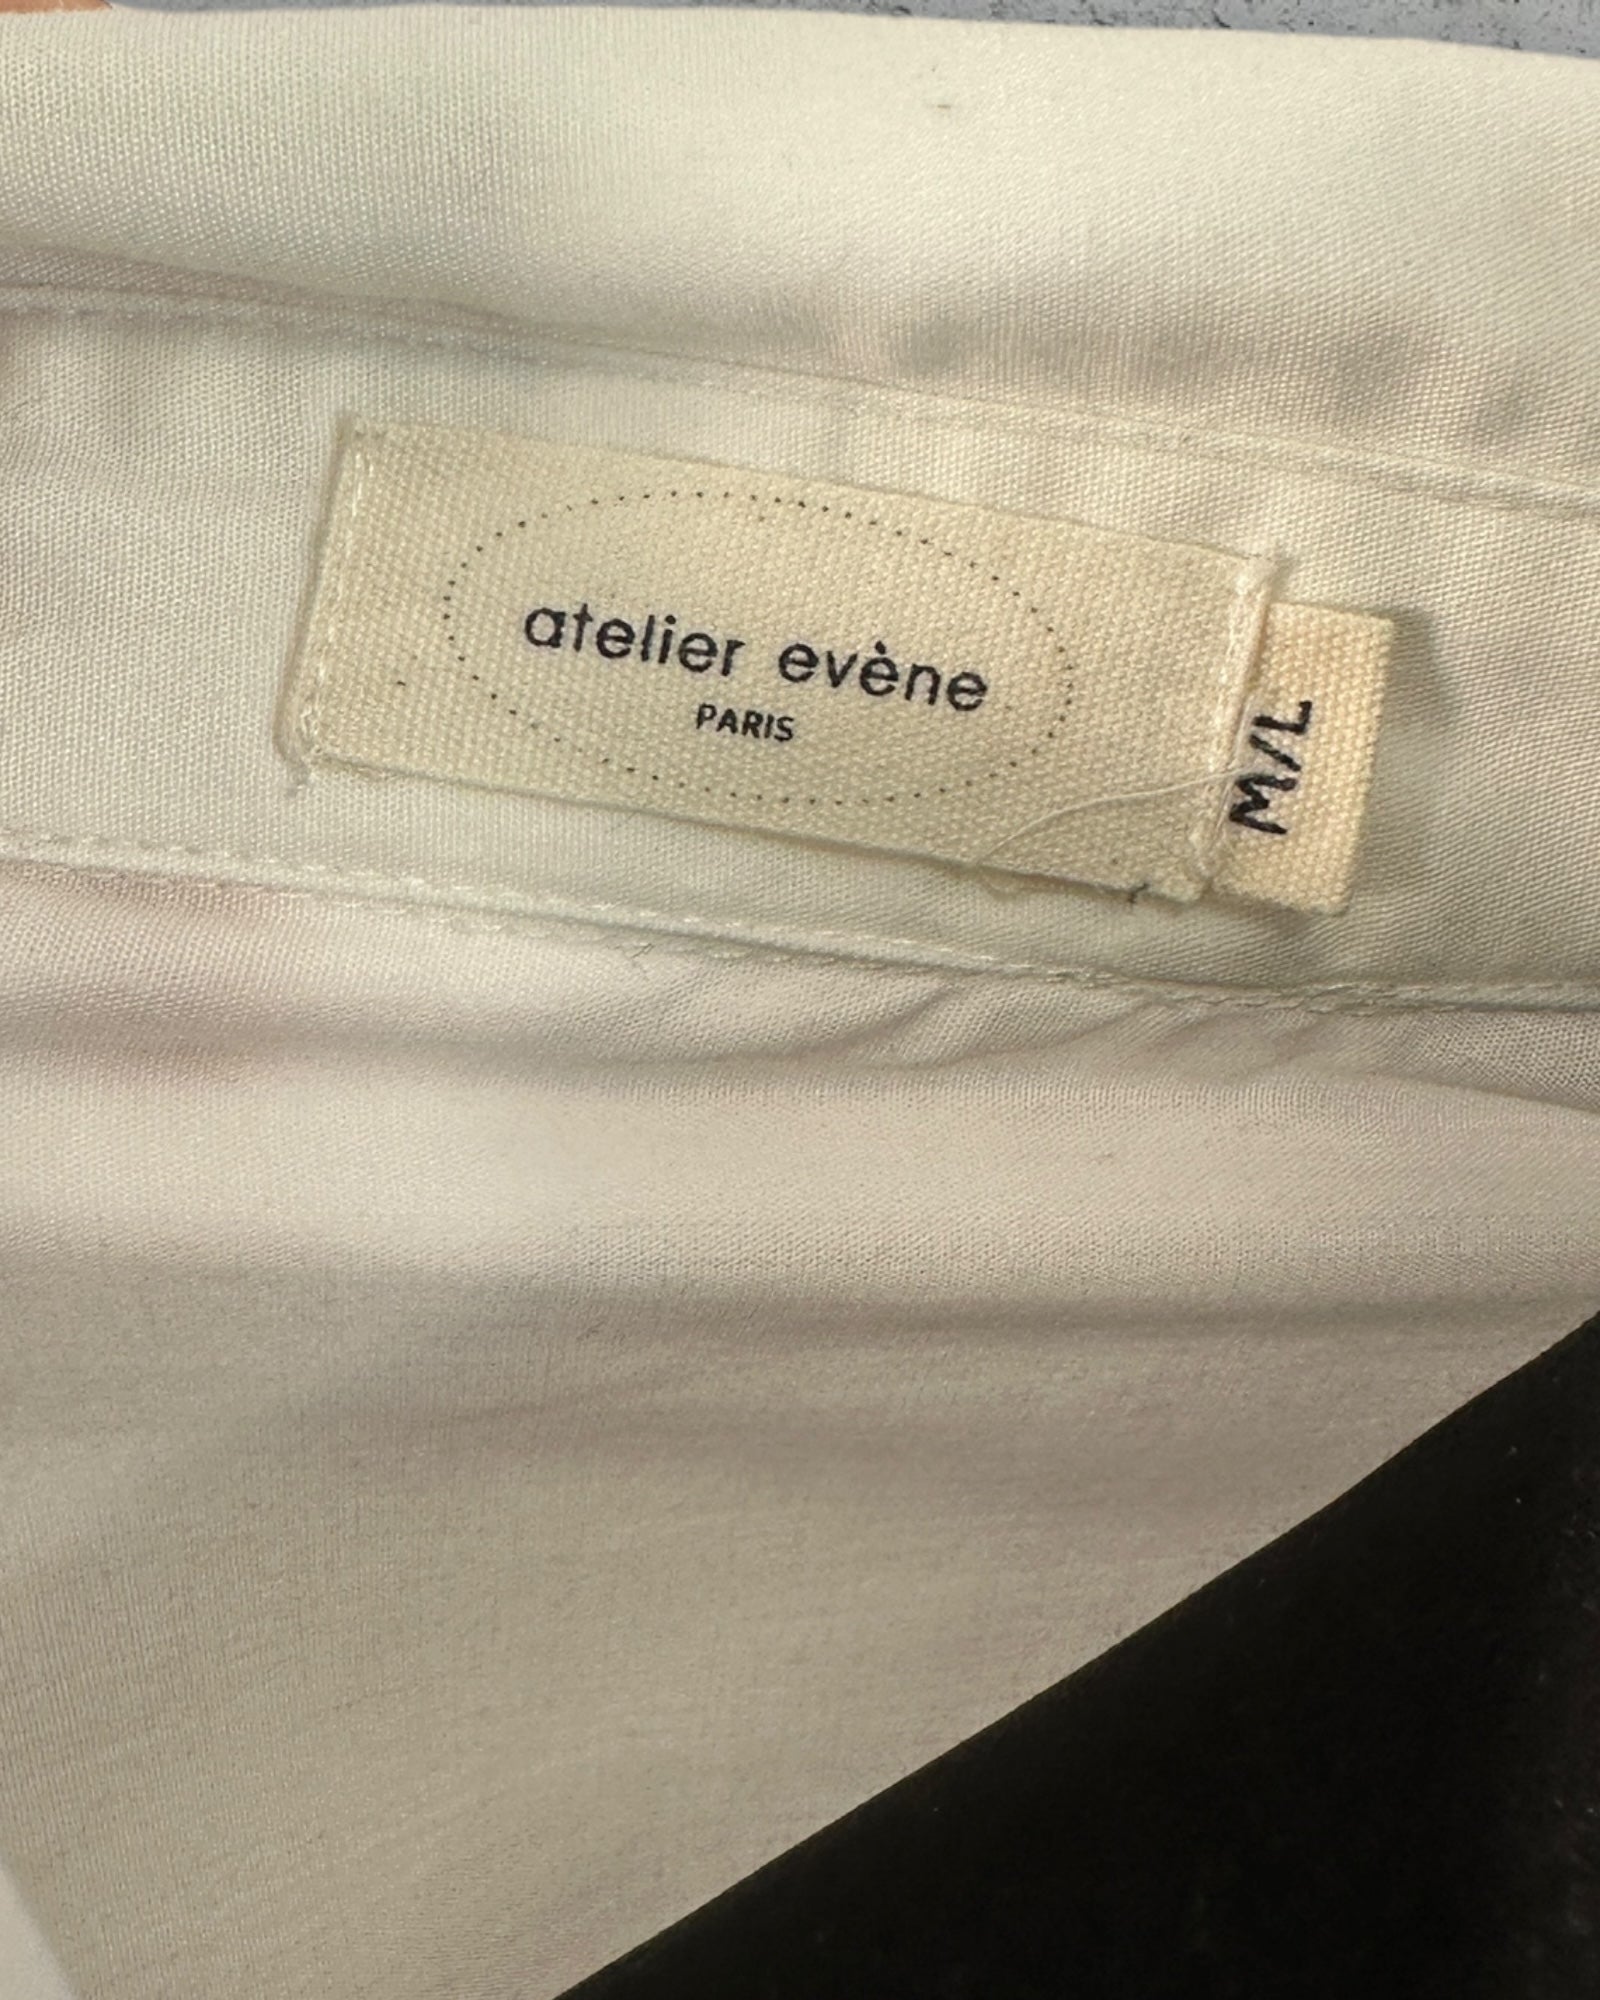 atelier evène
PARIS
M/L